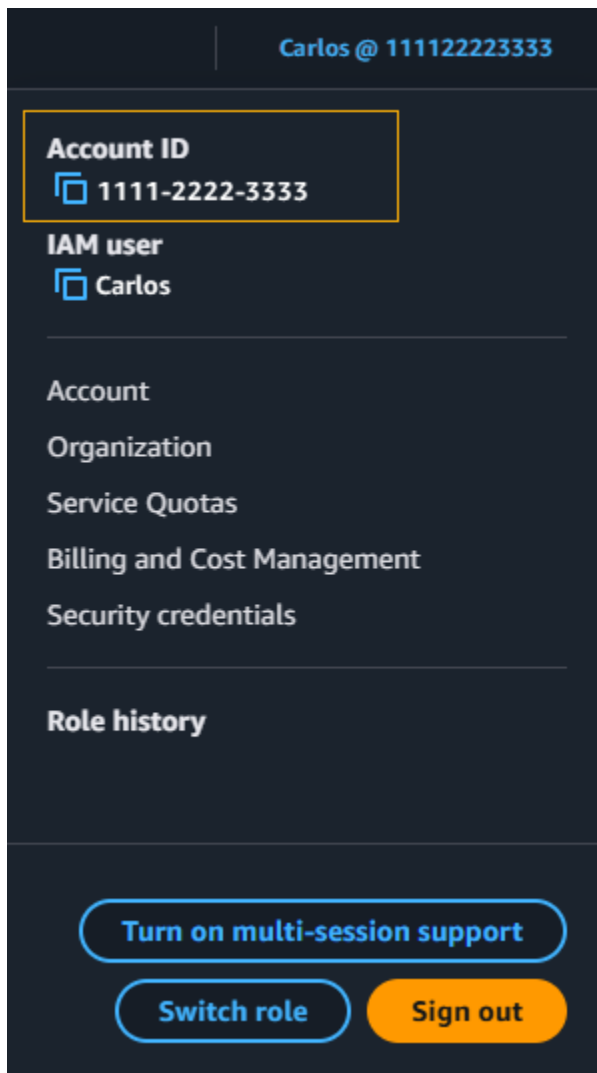 Carlos @ 111122223333
Account ID
1111-2222-3333
IAM user
Carlos
Account
Organization
Service Quotas
Billing and Cost Management
Security credentials
Role history
Turn on multi-session support
Switch role
Sign out